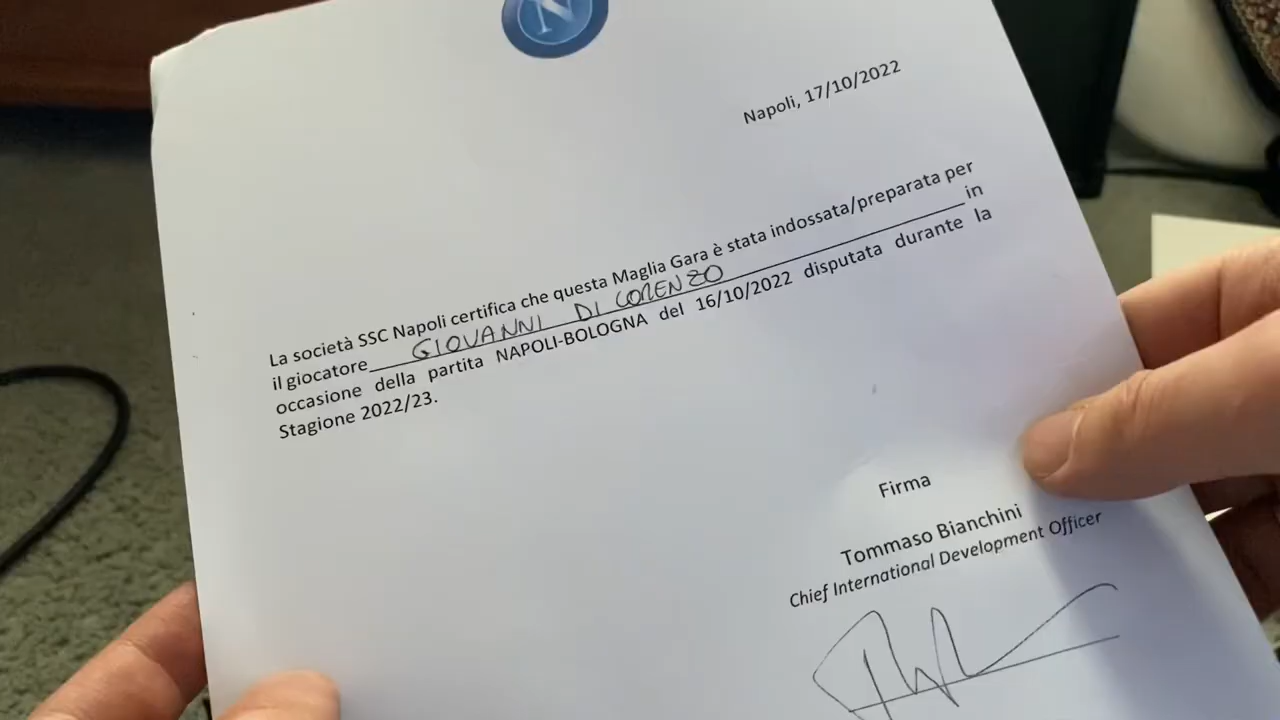 N
Napoli, 17/10/2022
La società SSC Napoli certifica che questa Maglia Gara è stata indossata/preparata per
il giocatore GIOVANNI DI LORENZO in
occasione della partita NAPOLI-BOLOGNA del 16/10/2022 disputata durante la
Stagione 2022/23.
Firma
Tommaso Bianchini
Chief International Development Officer